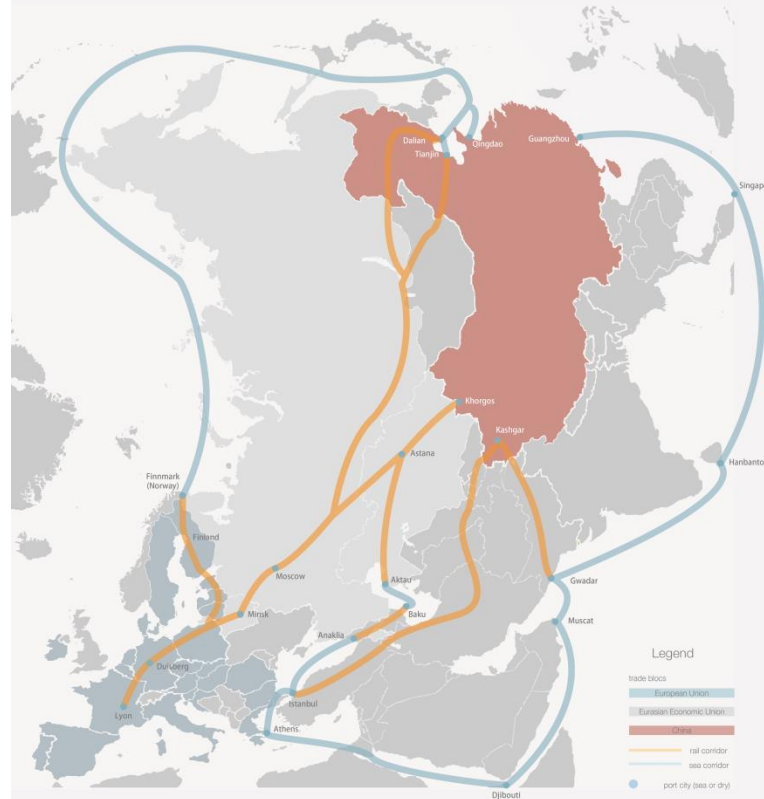 Dalian
Tianjin
Qingdao
Guangzhou
Singap
Khorgos
Kashgar
Astana
Hanbanto
Finnmark
(Norway)
Finland
Moscow
Aktau
Gwadar
Minsk
Baku
Muscat
Anaklia
Duisberg
Istanbul
Lyon
Athens
Djibouti
Legend
trade blocs
European Union
Eurasian Economic Union
China
rail corridor
sea corridor
port city (sea or dry)